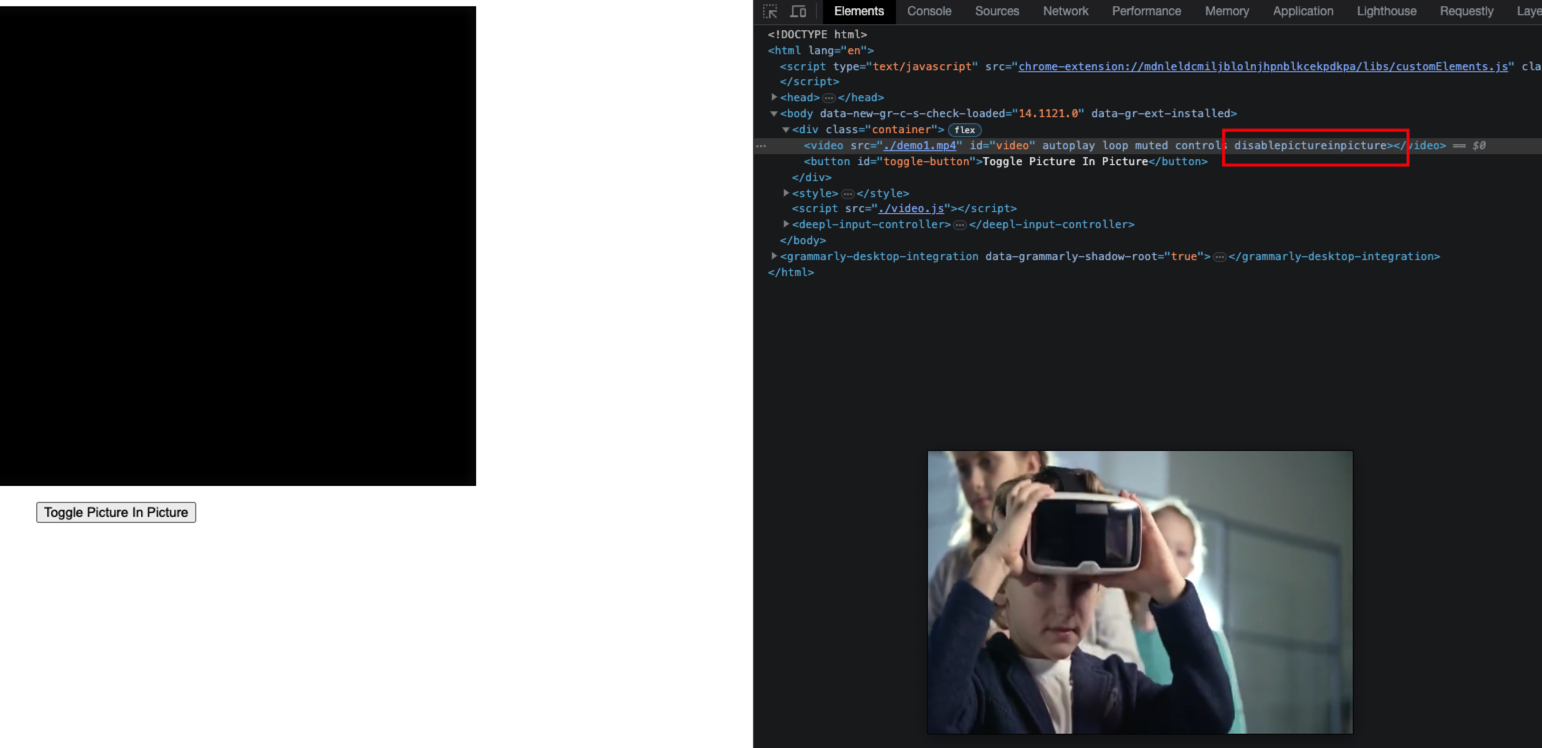 Elements Console Sources Network Performance Memory Application Lighthouse Requestly Laye
<!DOCTYPE html>
<html lang="en">
<script type="text/javascript" src="chrome-extension://mdnleldcmiljblolnjhpnblkcekpdkpa/libs/customElements.js" cla
</script>
<head> ⋯ </head>
<body data-new-gr-c-s-check-loaded="14.1121.0" data-gr-ext-installed>
<div class="container"> flex
<video src="./demo1.mp4" id="video" autoplay loop muted controls disablepictureinpicture></video> == $0
<button id="toggle-button">Toggle Picture In Picture</button>
</div>
<style> ⋯ </style>
<script src="./video.js"></script>
<deepl-input-controller> ⋯ </deepl-input-controller>
</body>
<grammarly-desktop-integration data-grammarly-shadow-root="true"> ⋯ </grammarly-desktop-integration>
</html>
Toggle Picture In Picture